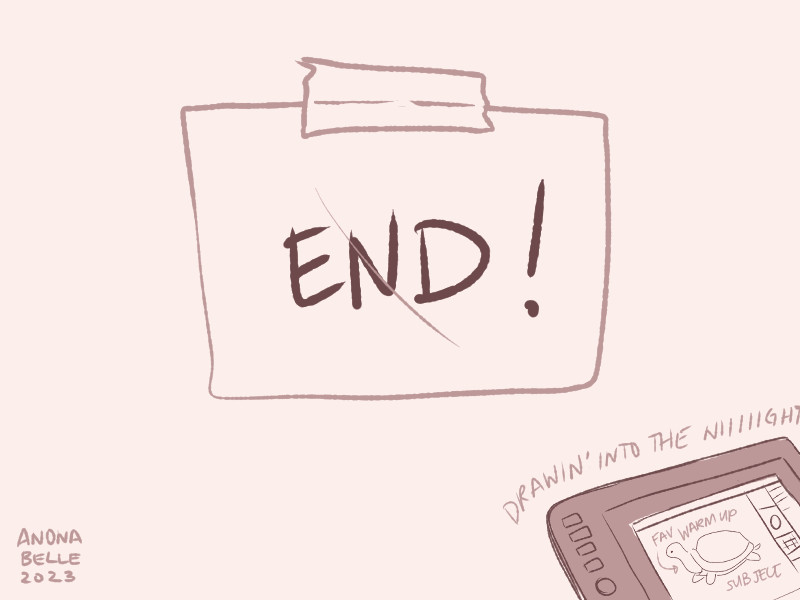 END!
DRAWIN' INTO THE NIIIIIGHT
FAV WARM UP
SUBJECT
ANONA
BELLE
2023